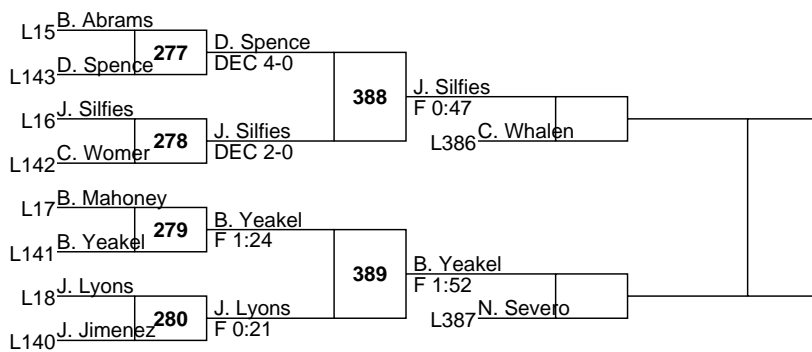 B. Abrams
L15
277
D. Spence
DEC 4-0
D. Spence
L143
388
J. Silfies
F 0:47
J. Silfies
L16
278
J. Silfies
DEC 2-0
C. Whalen
L386
C. Womer
L142
B. Mahoney
L17
279
B. Yeakel
F 1:24
B. Yeakel
L141
389
B. Yeakel
F 1:52
J. Lyons
L18
280
J. Lyons
F 0:21
N. Severo
L387
J. Jimenez
L140